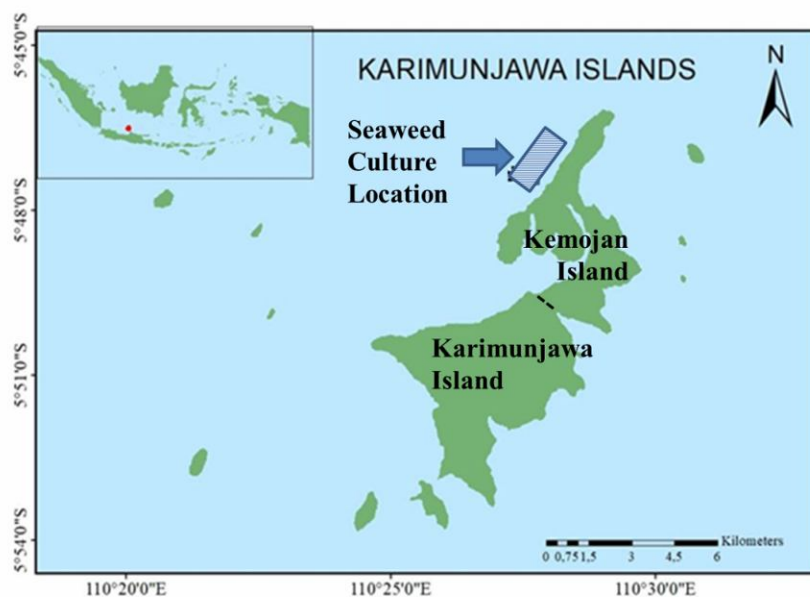 5°45'0"S
KARIMUNJAWA ISLANDS
N
Seaweed
Culture
Location
5°48'0"S
Kemojan
Island
Karimunjawa
Island
5°51'0"S
5°54'0"S
Kilometers
0 0,75 1,5 3 4,5 6
110°20'0"E 110°25'0"E 110°30'0"E